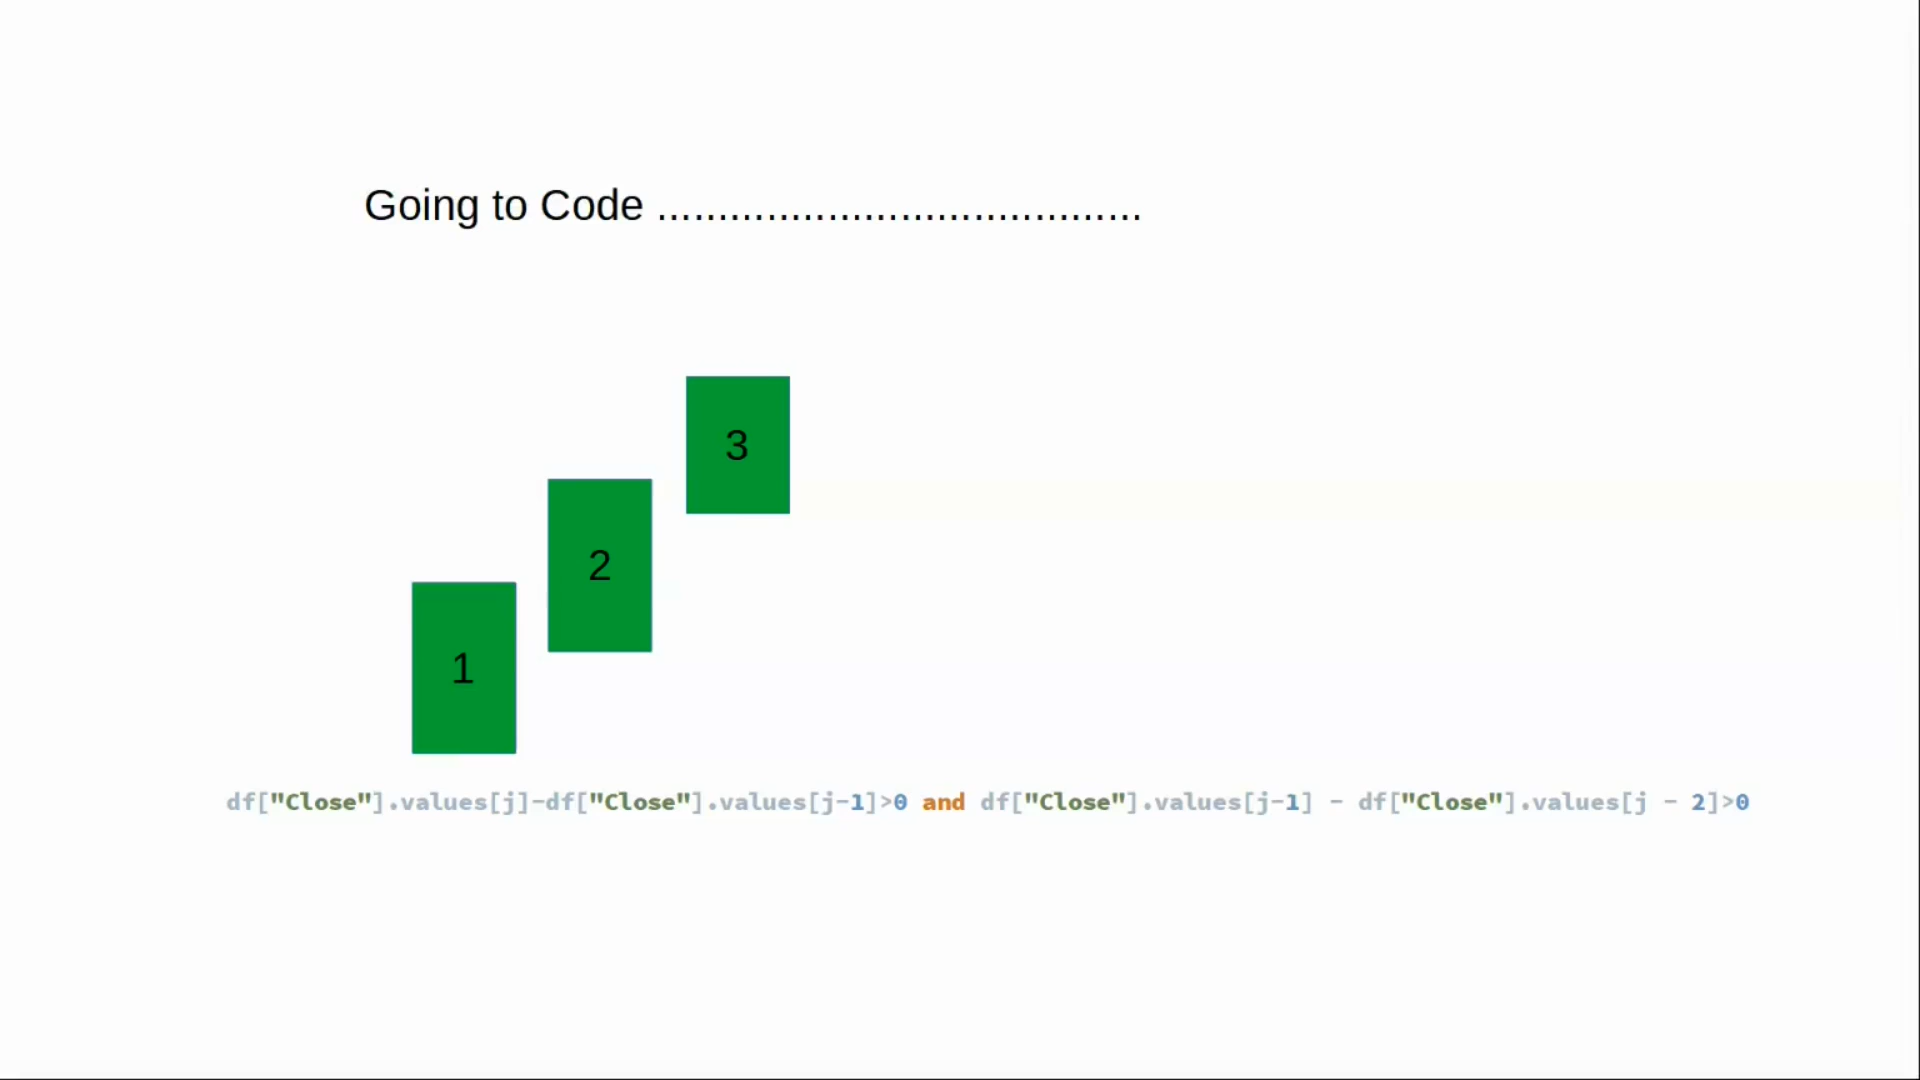 Going to Code ........................................
3
2
1
df["Close"].values[j]-df["Close"].values[j-1]>0 and df["Close"].values[j-1] - df["Close"].values[j - 2]>0